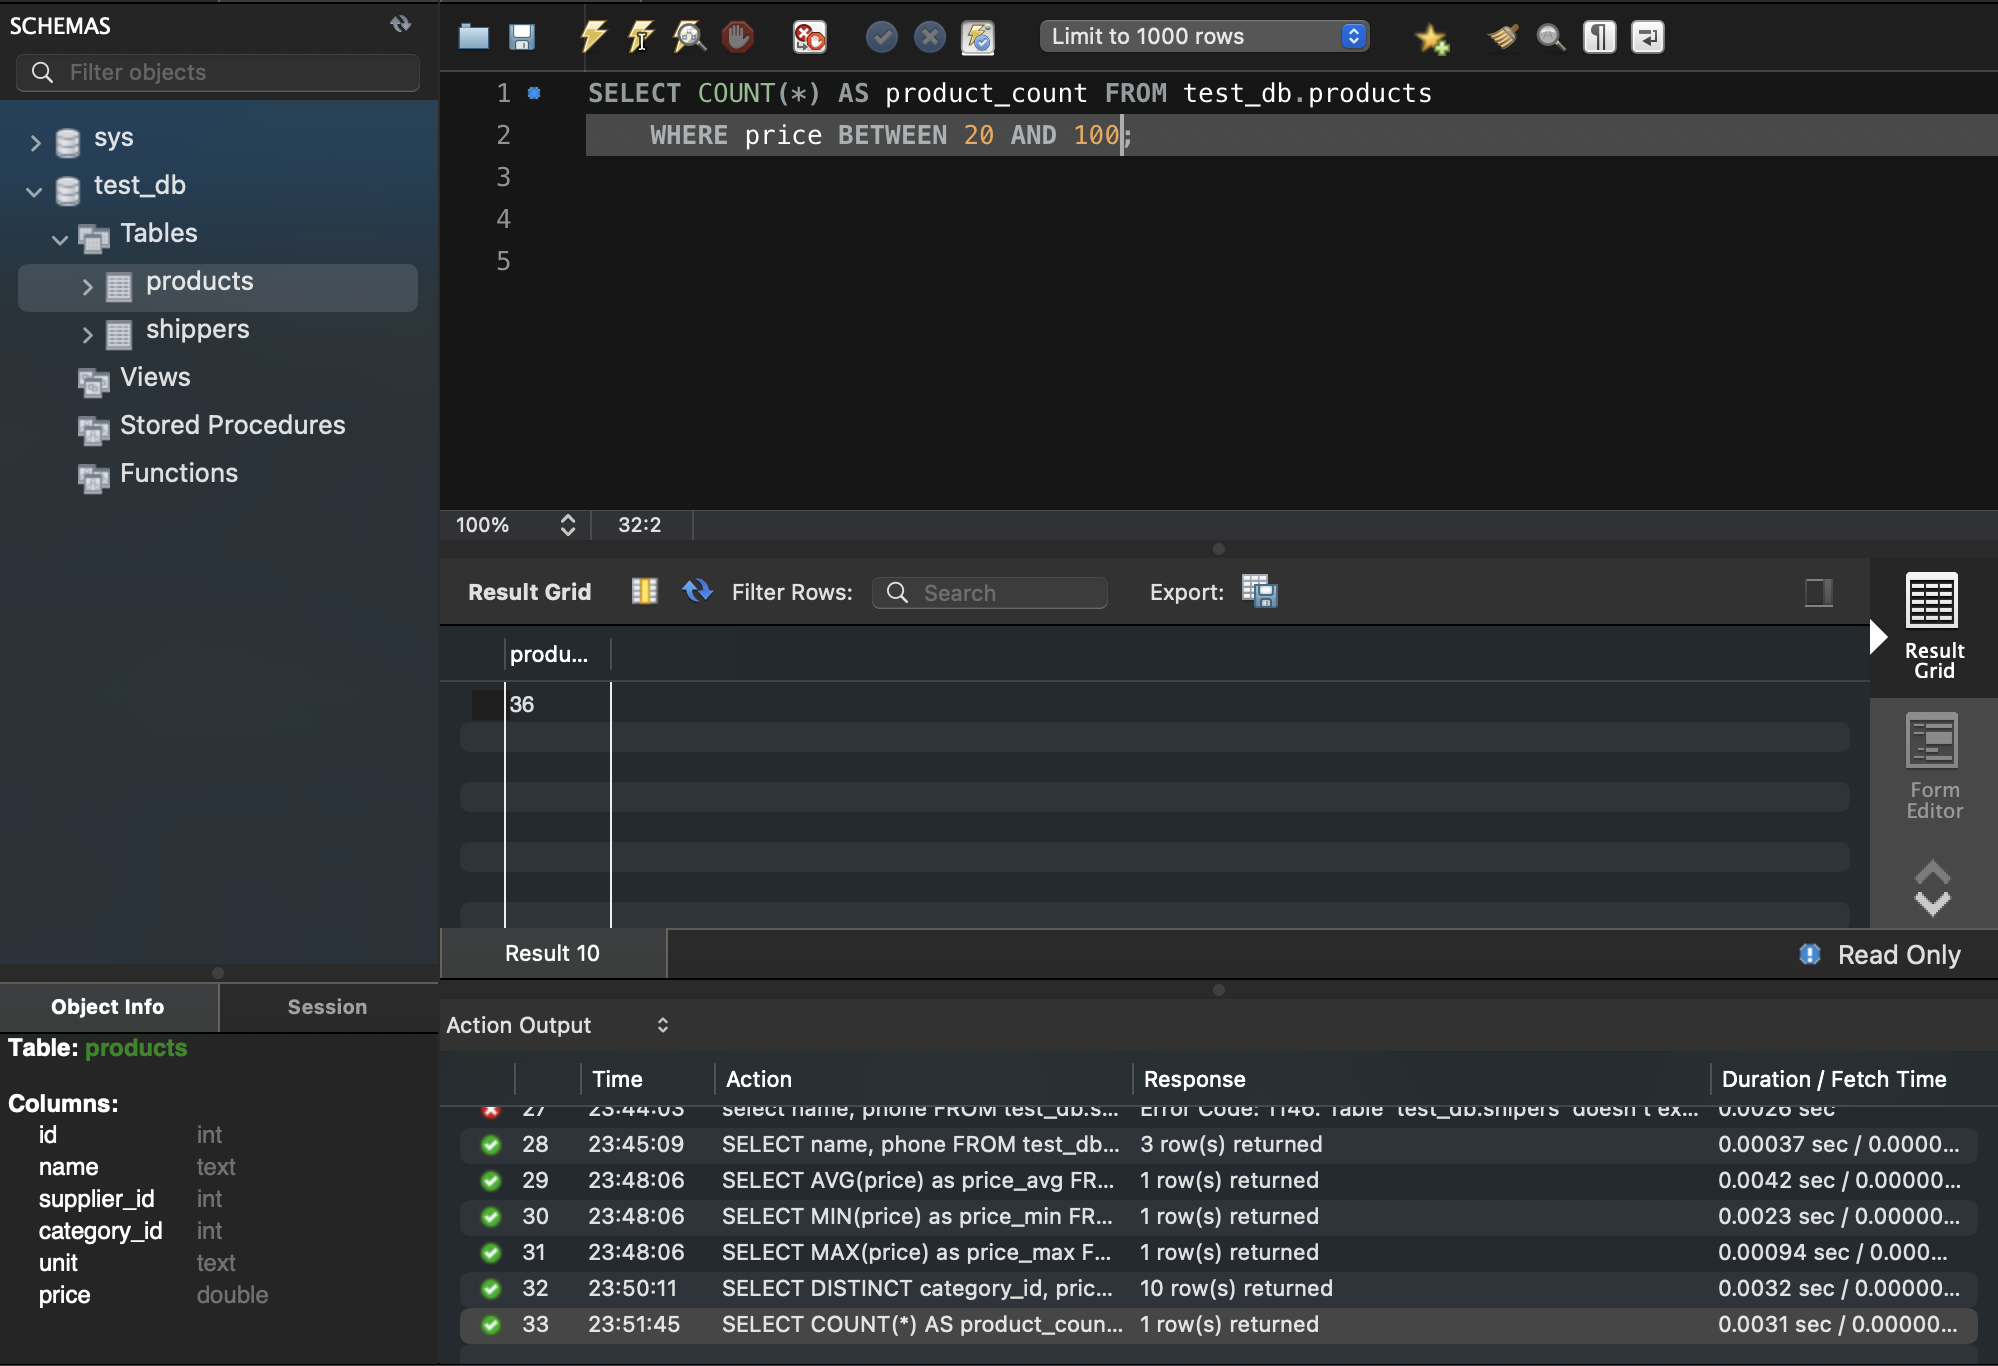 SCHEMAS
Filter objects
sys
test_db
Tables
products
shippers
Views
Stored Procedures
Functions
Object Info
Session
Table: products
Columns:
id int
name text
supplier_id int
category_id int
unit text
price double
Limit to 1000 rows
1 SELECT COUNT(*) AS product_count FROM test_db.products
2 WHERE price BETWEEN 20 AND 100;
3
4
5
100% 32:2
Result Grid Filter Rows: Search Export:
produ...
36
Result Grid
Form Editor
Result 10
Read Only
Action Output
Time Action Response Duration / Fetch Time
27 23:44:03 select name, phone FROM test_db.s... Error Code: 1146. Table 'test_db.shipers' doesn't ex... 0.0026 sec
28 23:45:09 SELECT name, phone FROM test_db... 3 row(s) returned 0.00037 sec / 0.0000...
29 23:48:06 SELECT AVG(price) as price_avg FR... 1 row(s) returned 0.0042 sec / 0.00000...
30 23:48:06 SELECT MIN(price) as price_min FR... 1 row(s) returned 0.0023 sec / 0.00000...
31 23:48:06 SELECT MAX(price) as price_max F... 1 row(s) returned 0.00094 sec / 0.000...
32 23:50:11 SELECT DISTINCT category_id, pric... 10 row(s) returned 0.0032 sec / 0.00000...
33 23:51:45 SELECT COUNT(*) AS product_coun... 1 row(s) returned 0.0031 sec / 0.00000...